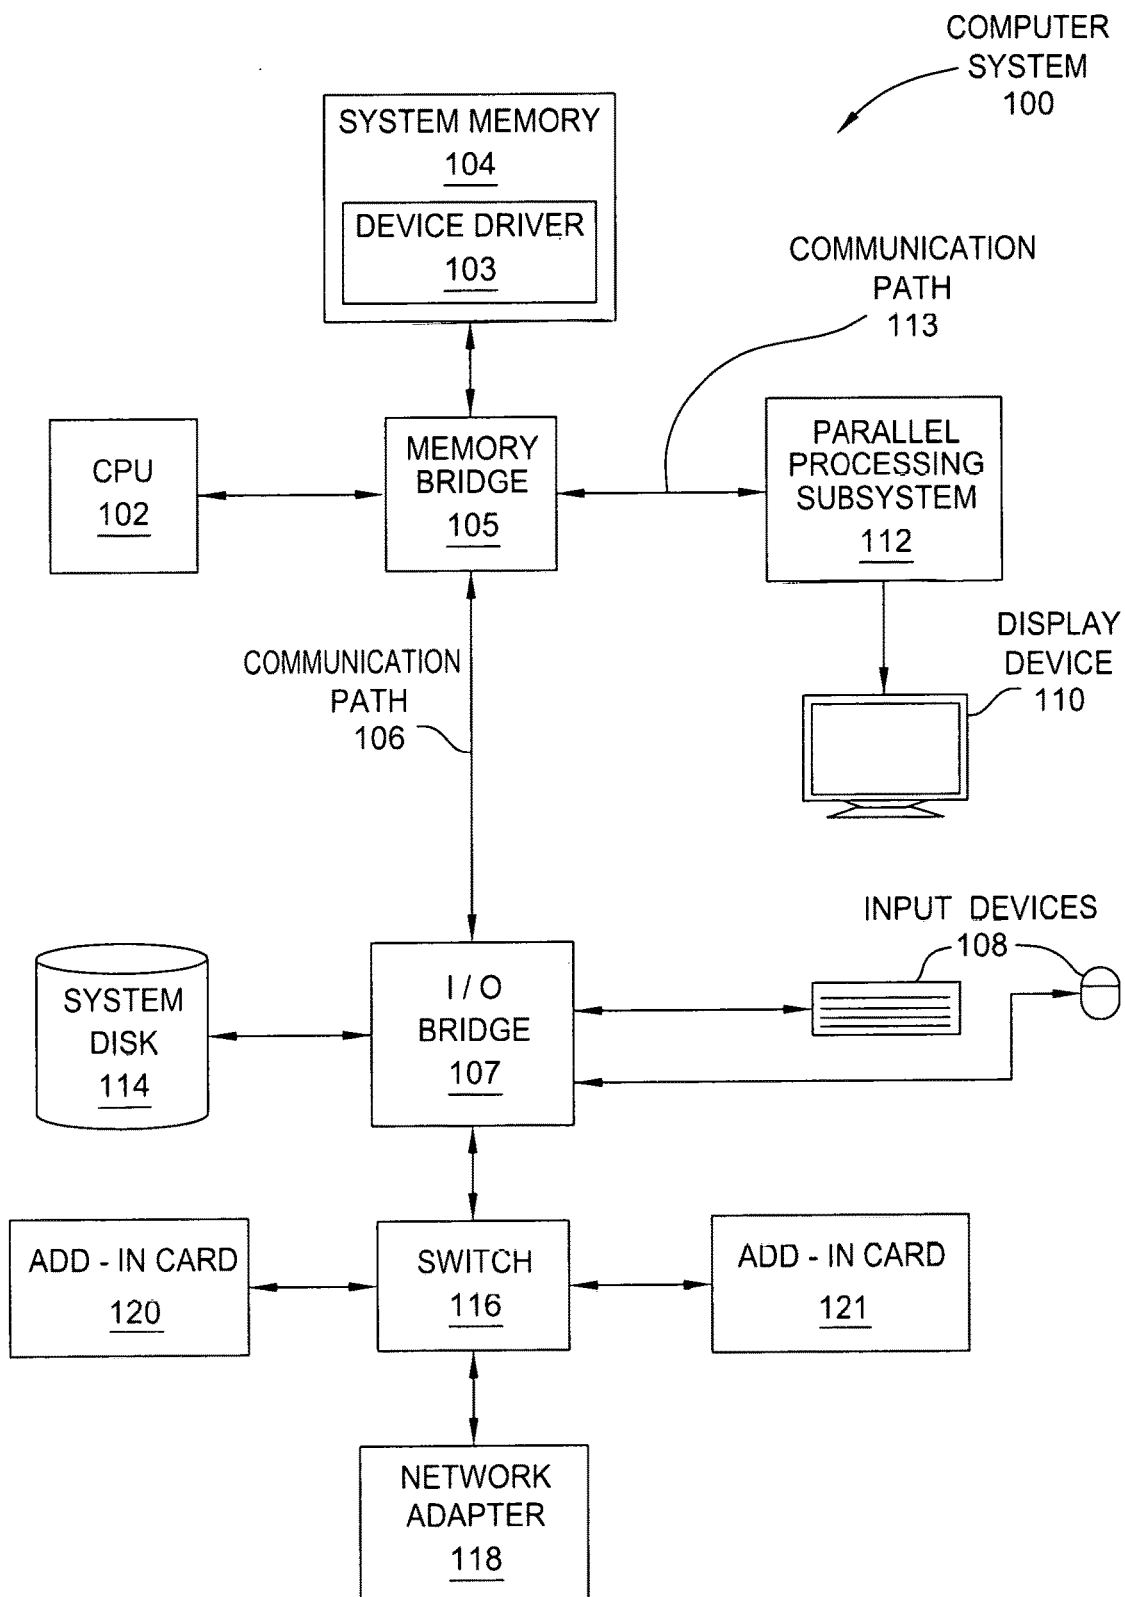 COMPUTER
SYSTEM
100
SYSTEM MEMORY
104
DEVICE DRIVER
103
COMMUNICATION
PATH
113
CPU
102
MEMORY
BRIDGE
105
PARALLEL
PROCESSING
SUBSYSTEM
112
COMMUNICATION
PATH
106
DISPLAY
DEVICE
110
INPUT DEVICES
108
SYSTEM
DISK
114
I / O
BRIDGE
107
ADD - IN CARD
120
SWITCH
116
ADD - IN CARD
121
NETWORK
ADAPTER
118